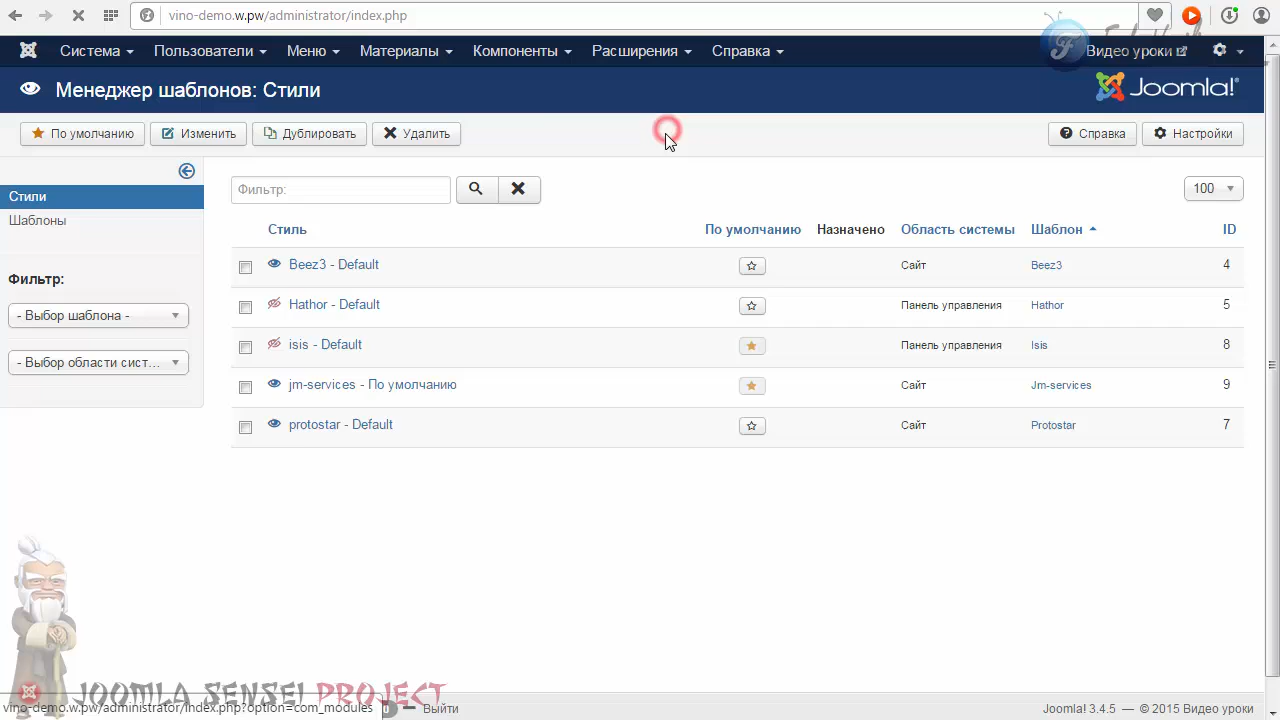 vino-demo.w.pw/administrator/index.php
Система Пользователи Меню Материалы Компоненты Расширения Справка Видео уроки
Менеджер шаблонов: Стили
Joomla!
По умолчанию Изменить Дублировать Удалить Справка Настройки
Стили
Шаблоны
Фильтр:
- Выбор шаблона -
- Выбор области сист...
Фильтр: 100
Стиль По умолчанию Назначено Область системы Шаблон ID
Beez3 - Default Сайт Beez3 4
Hathor - Default Панель управления Hathor 5
isis - Default Панель управления Isis 8
jm-services - По умолчанию Сайт Jm-services 9
protostar - Default Сайт Protostar 7
JOOMLA SENSEI PROJECT
vino-demo.w.pw/administrator/index.php?option=com_modules Выйти Joomla! 3.4.5 — © 2015 Видео уроки